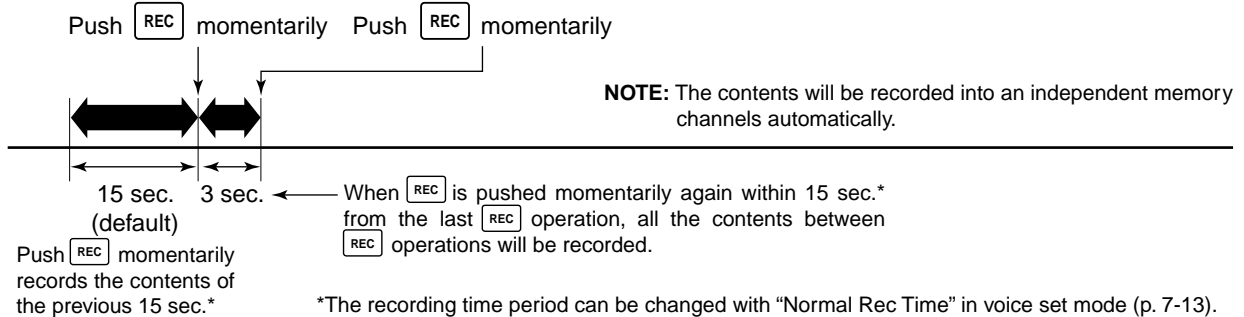 Push REC momentarily Push REC momentarily
NOTE: The contents will be recorded into an independent memory
channels automatically.
15 sec.
(default)
3 sec.
When REC is pushed momentarily again within 15 sec.*
from the last REC operation, all the contents between
REC operations will be recorded.
Push REC momentarily
records the contents of
the previous 15 sec.*
*The recording time period can be changed with “Normal Rec Time” in voice set mode (p. 7-13).